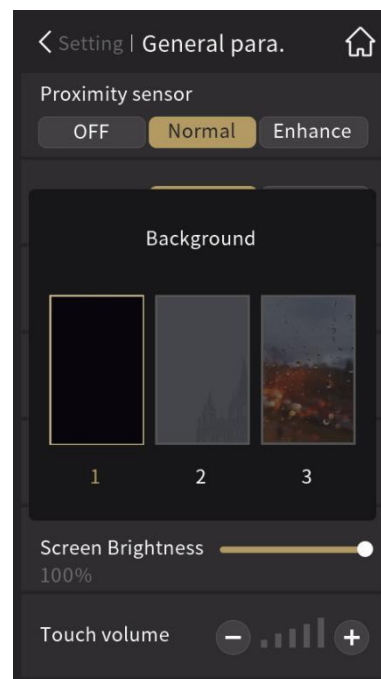 Setting | General para.
Proximity sensor
OFF Normal Enhance
Background
1 2 3
Screen Brightness
100%
Touch volume